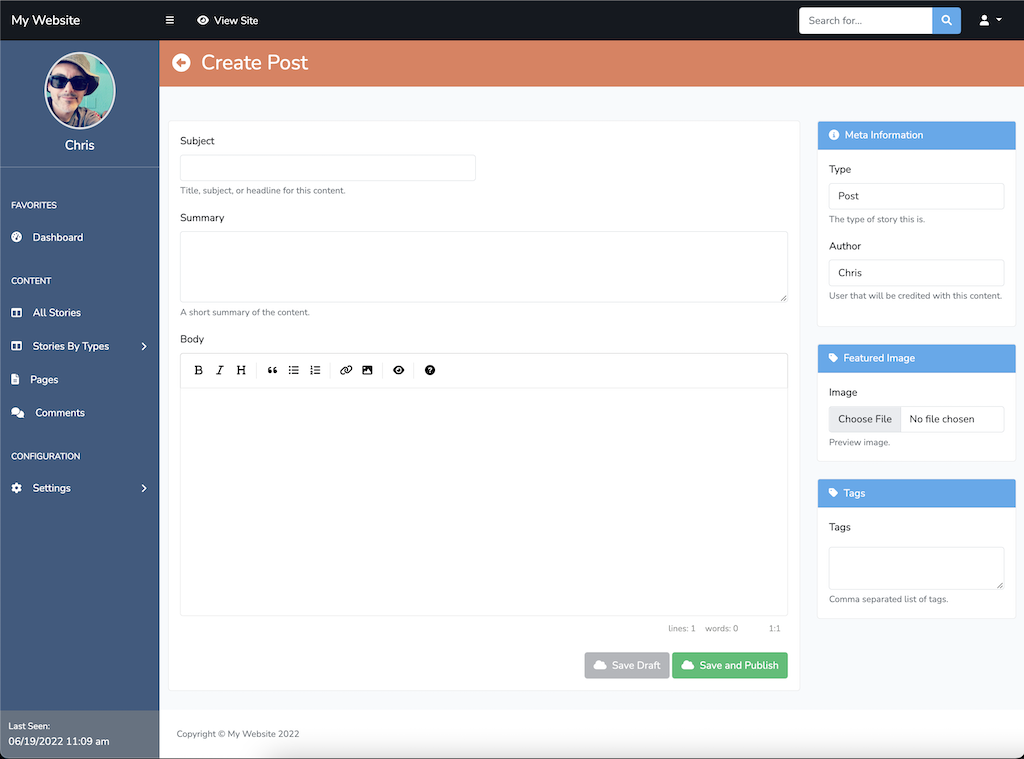 My Website
View Site
Search for...
Create Post
Chris
FAVORITES
Dashboard
CONTENT
All Stories
Stories By Types
Pages
Comments
CONFIGURATION
Settings
Last Seen:
06/19/2022 11:09 am
Subject
Title, subject, or headline for this content.
Summary
A short summary of the content.
Body
B I H
lines: 1 words: 0 1:1
Save Draft
Save and Publish
Meta Information
Type
Post
The type of story this is.
Author
Chris
User that will be credited with this content.
Featured Image
Image
Choose File No file chosen
Preview image.
Tags
Tags
Comma separated list of tags.
Copyright © My Website 2022